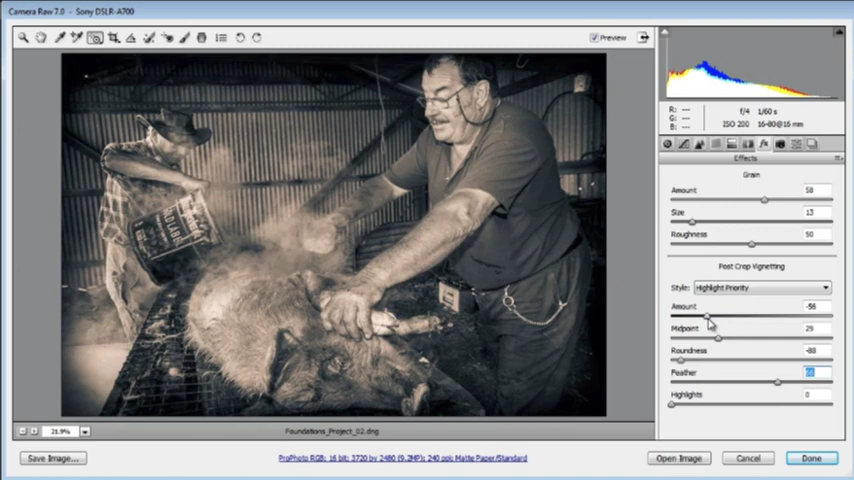 Camera Raw 7.0 - Sony DSLR-A700
Preview
R: ---
G: ---
B: ---
f/4 1/60 s
ISO 200 16-80@16 mm
Effects
Grain
Amount 58
Size 13
Roughness 50
Post Crop Vignetting
Style: Highlight Priority
Amount -56
Midpoint 29
Roundness -88
Feather 66
Highlights 0
OLD LABEL
21.9%
Foundations_Project_02.dng
Save Image...
ProPhoto RGB; 16 bit; 3720 by 2480 (9.2MP); 240 ppi; Matte Paper/Standard
Open Image
Cancel
Done